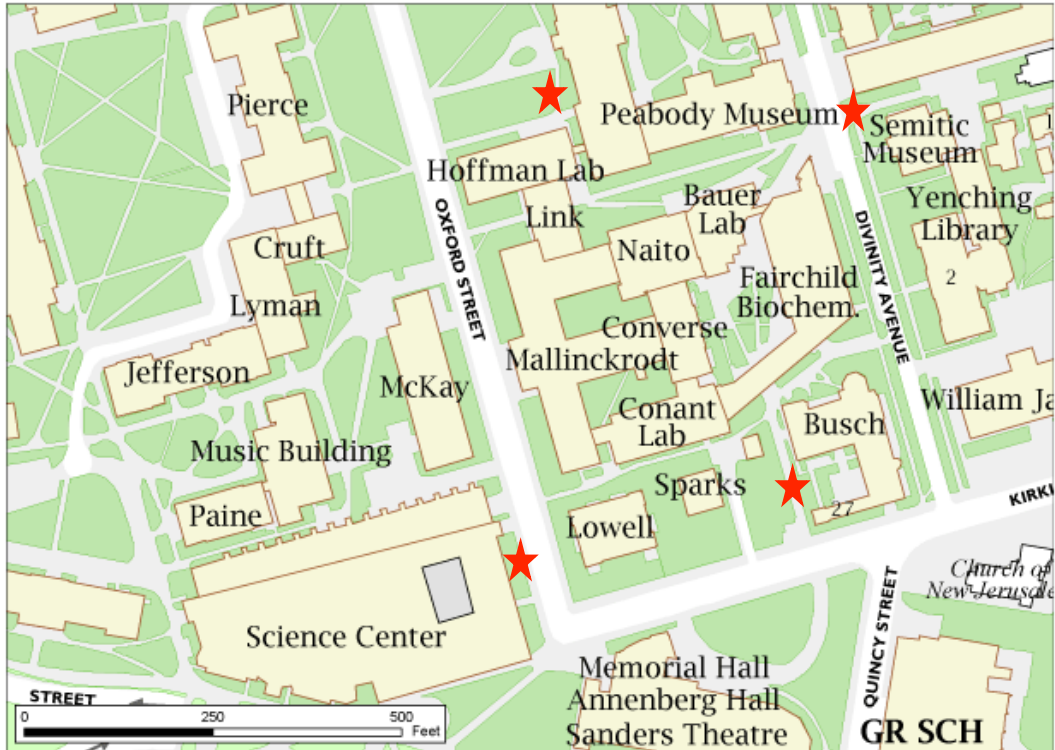 Pierce
Peabody Museum
Semitic
Museum
Hoffman Lab
Link
Bauer
Lab
Yenching
Library
2
OXFORD STREET
DIVINITY AVENUE
Cruft
Naito
Lyman
Fairchild
Biochem.
Converse
Mallinckrodt
Jefferson
McKay
Conant
Lab
Busch
William Ja
Music Building
Sparks
Paine
Lowell
27
KIRKL
Church of
New Jerusale
QUINCY STREET
Science Center
Memorial Hall
Annenberg Hall
Sanders Theatre
GR SCH
STREET
0 250 500
Feet